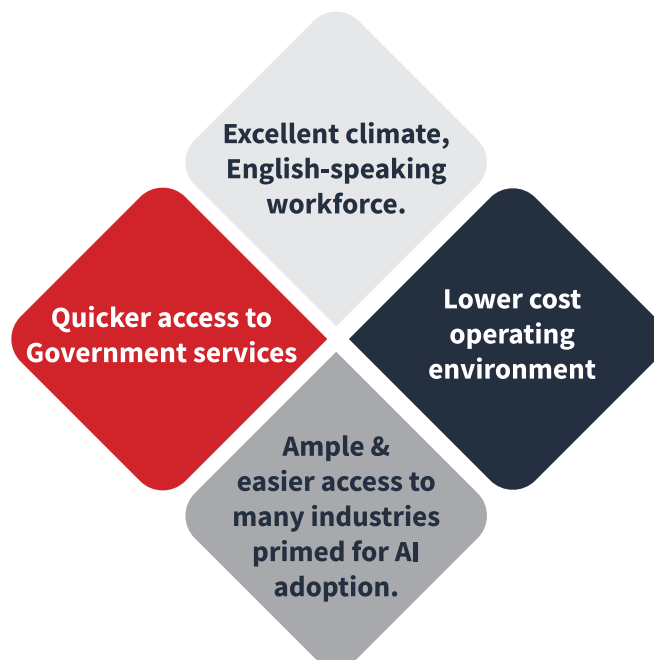 Excellent climate,
English-speaking
workforce.
Quicker access to
Government services
Lower cost
operating
environment
Ample &
easier access to
many industries
primed for AI
adoption.